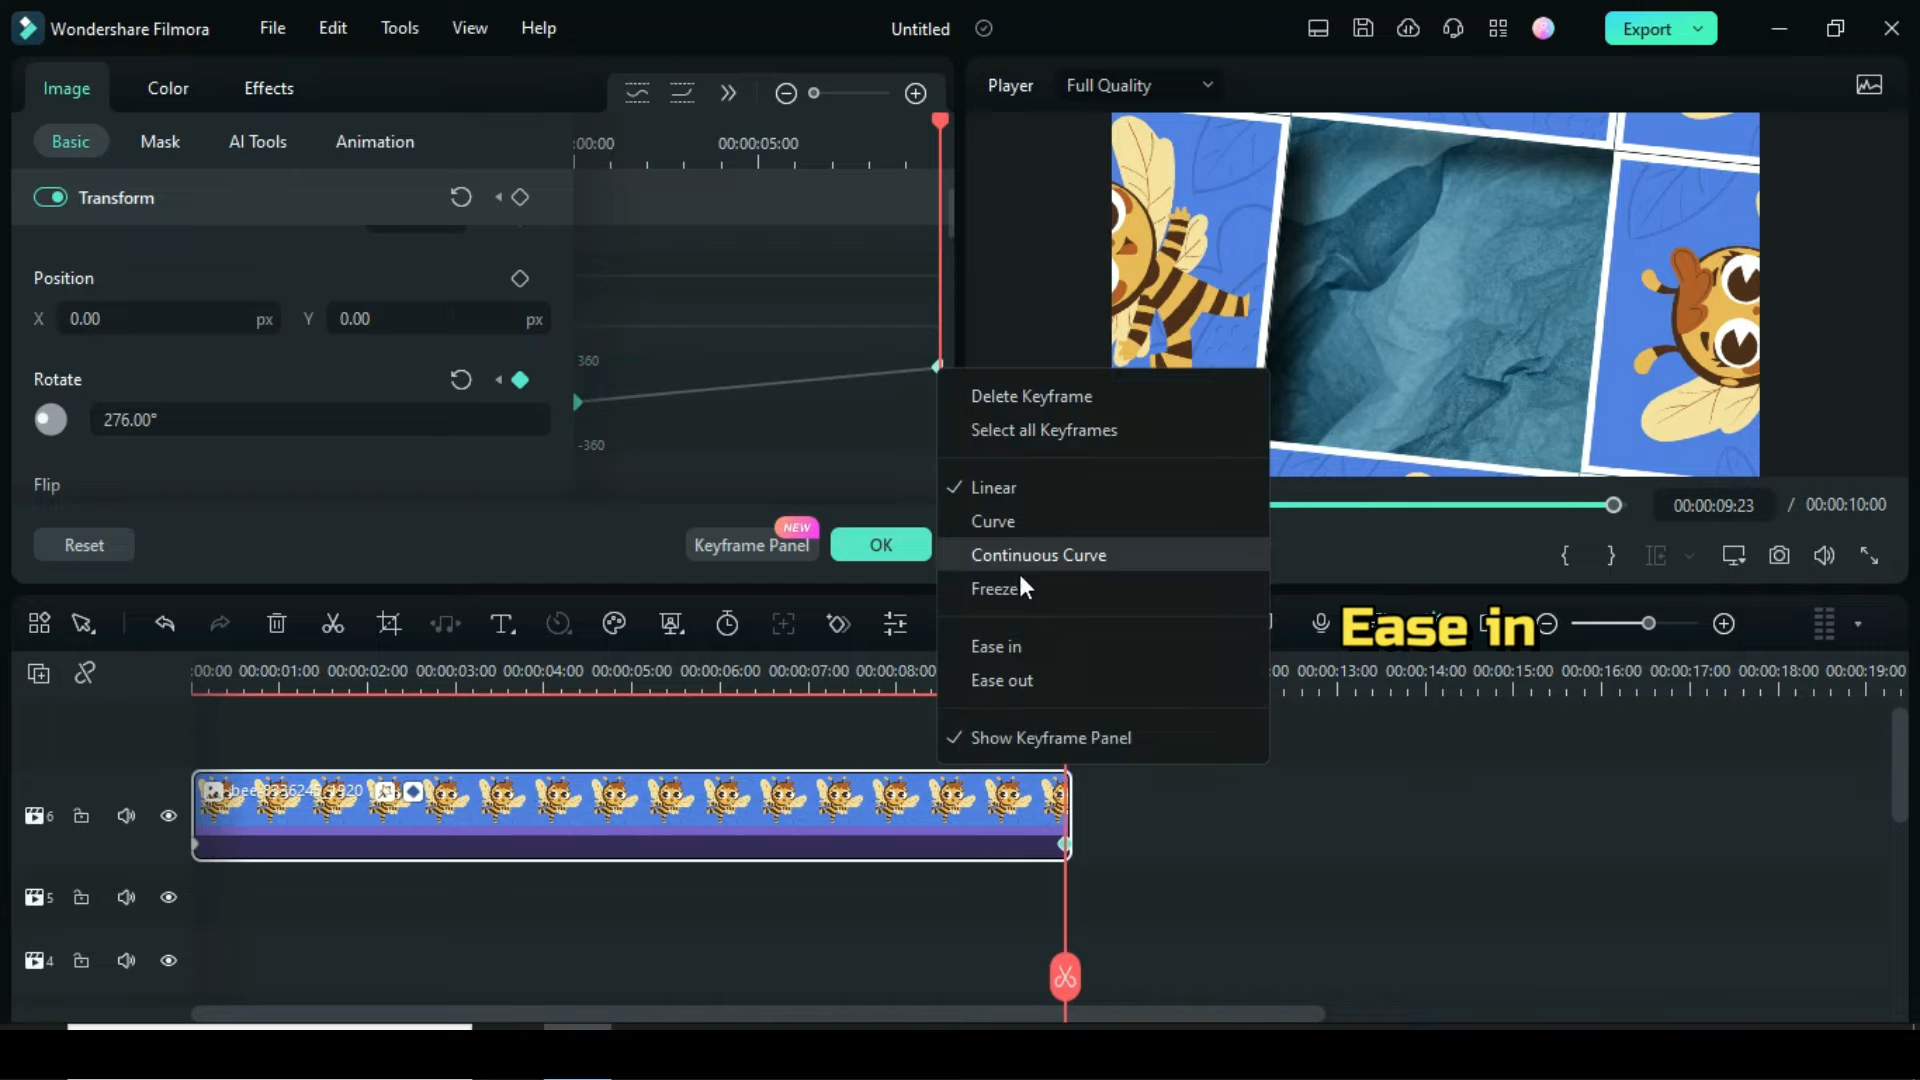 Wondershare Filmora
File Edit Tools View Help
Untitled
Export
Image Color Effects
Player Full Quality
Basic Mask AI Tools Animation
:00:00 00:00:05:00
Transform
Position
X 0.00 px Y 0.00 px
360
Rotate
276.00°
-360
Flip
Reset
NEW
Keyframe Panel
OK
Delete Keyframe
Select all Keyframes
Linear
Curve
Continuous Curve
Freeze
Ease in
Ease out
Show Keyframe Panel
00:00:09:23 / 00:00:10:00
Ease in
:00:00 00:00:01:00 00:00:02:00 00:00:03:00 00:00:04:00 00:00:05:00 00:00:06:00 00:00:07:00 00:00:08:00 :00 00:00:13:00 00:00:14:00 00:00:15:00 00:00:16:00 00:00:17:00 00:00:18:00 00:00:19:00
bee-8336245_1920
6
5
4